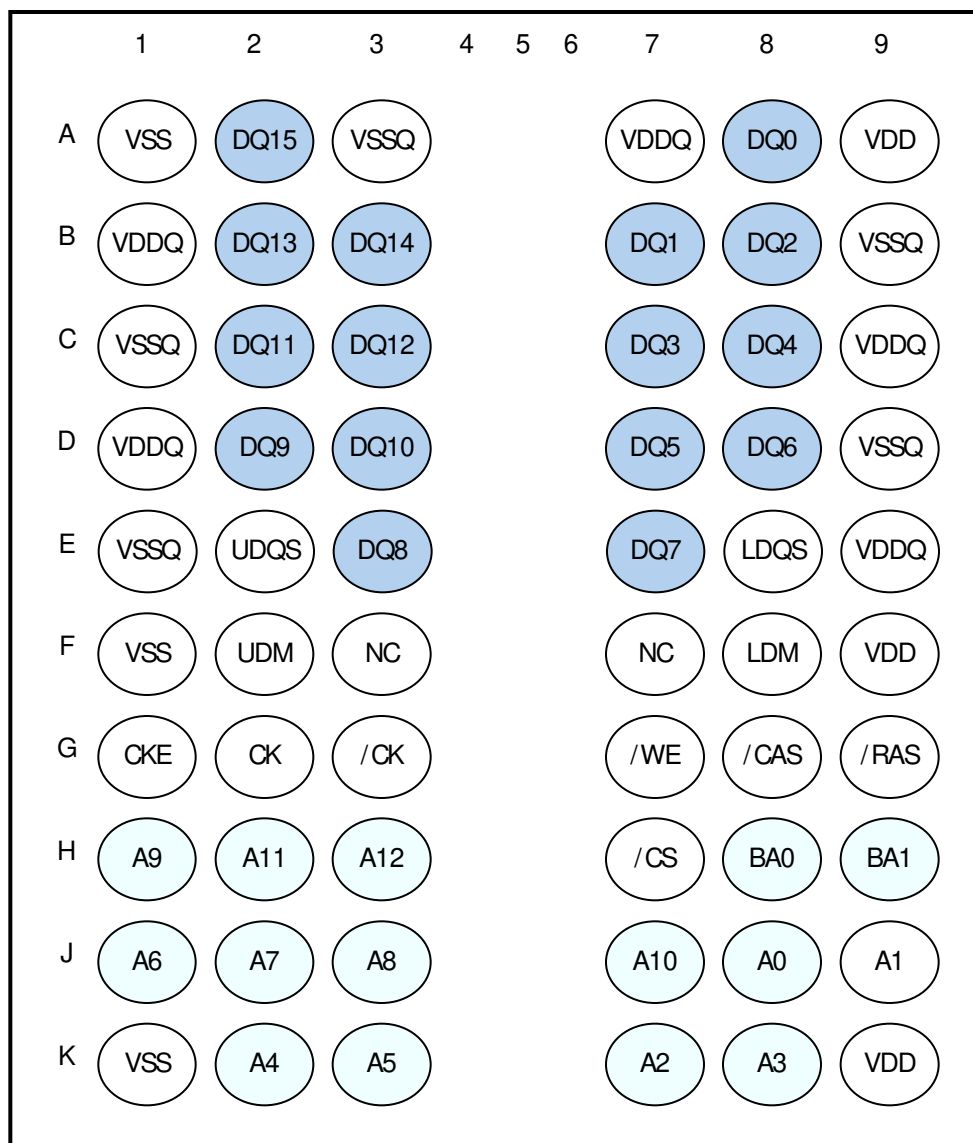 1 2 3 4 5 6 7 8 9
A VSS DQ15 VSSQ VDDQ DQ0 VDD
B VDDQ DQ13 DQ14 DQ1 DQ2 VSSQ
C VSSQ DQ11 DQ12 DQ3 DQ4 VDDQ
D VDDQ DQ9 DQ10 DQ5 DQ6 VSSQ
E VSSQ UDQS DQ8 DQ7 LDQS VDDQ
F VSS UDM NC NC LDM VDD
G CKE CK /CK /WE /CAS /RAS
H A9 A11 A12 /CS BA0 BA1
J A6 A7 A8 A10 A0 A1
K VSS A4 A5 A2 A3 VDD